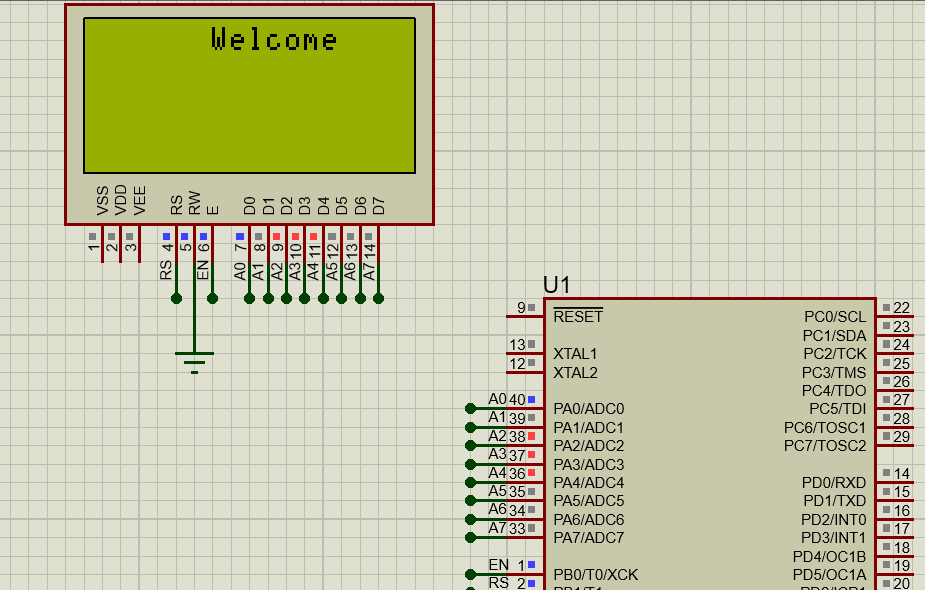 Welcome
VSS VDD VEE RS RW E D0 D1 D2 D3 D4 D5 D6 D7
1 2 3 4 5 6 7 8 9 10 11 12 13 14
RS EN A0 A1 A2 A3 A4 A5 A6 A7
U1
9 RESET PC0/SCL 22
PC1/SDA 23
13 XTAL1 PC2/TCK 24
12 XTAL2 PC3/TMS 25
PC4/TDO 26
A0 40 PA0/ADC0 PC5/TDI 27
A1 39 PA1/ADC1 PC6/TOSC1 28
A2 38 PA2/ADC2 PC7/TOSC2 29
A3 37 PA3/ADC3
A4 36 PA4/ADC4 PD0/RXD 14
A5 35 PA5/ADC5 PD1/TXD 15
A6 34 PA6/ADC6 PD2/INT0 16
A7 33 PA7/ADC7 PD3/INT1 17
PD4/OC1B 18
EN 1 PB0/T0/XCK PD5/OC1A 19
RS 2 PB1/T1 PD6/ICP1 20